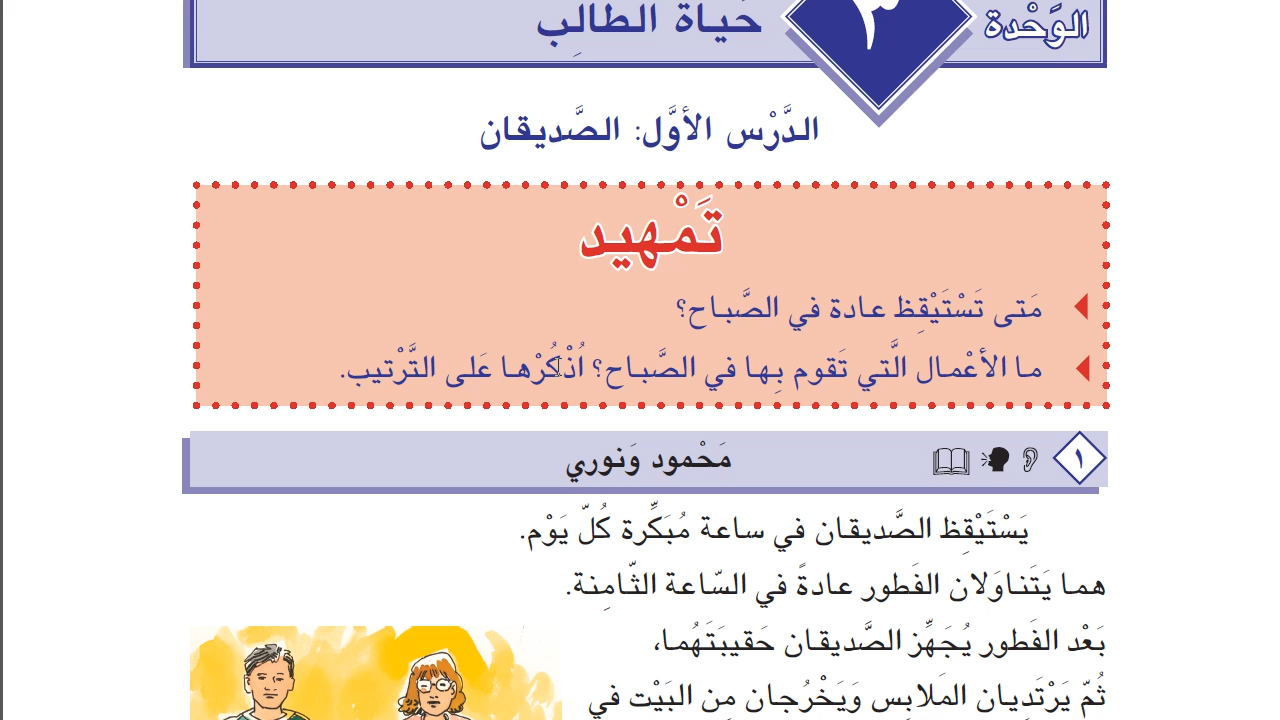 الوَحْدة ٣ حَياة الطالِب
الدَّرْس الأوَّل: الصَّديقان
تَمْهيد
مَتى تَسْتَيْقِظ عادة في الصَّباح؟
ما الأعْمال الَّتي تَقوم بِها في الصَّباح؟ اُذْكُرْها عَلى التَّرْتيب.
١ مَحْمود وَنوري
يَسْتَيْقِظ الصَّديقان في ساعة مُبَكِّرة كُلّ يَوْم.
هما يَتَناوَلان الفَطور عادةً في السّاعة الثّامِنة.
بَعْد الفَطور يُجَهِّز الصَّديقان حَقيبَتَهُما،
ثُمّ يَرْتَدِيان المَلابِس وَيَخْرُجان مِن البَيْت في